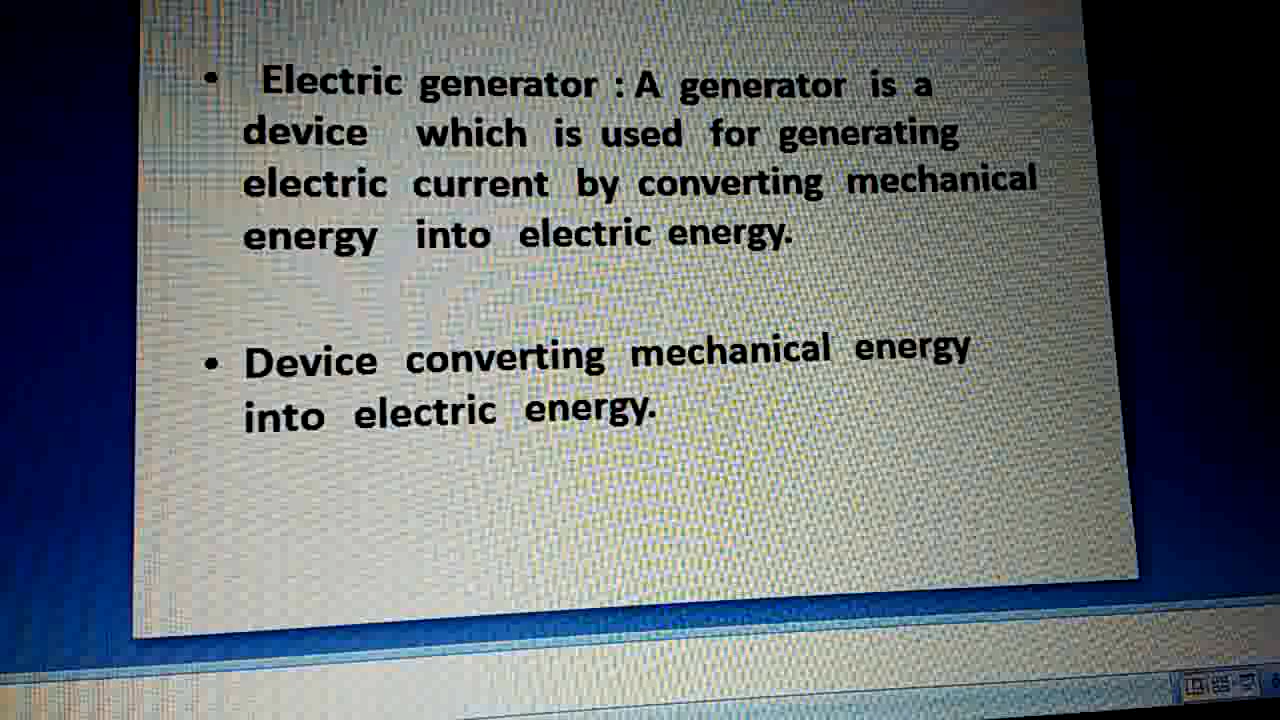 • Electric generator : A generator is a
device which is used for generating
electric current by converting mechanical
energy into electric energy.
• Device converting mechanical energy
into electric energy.